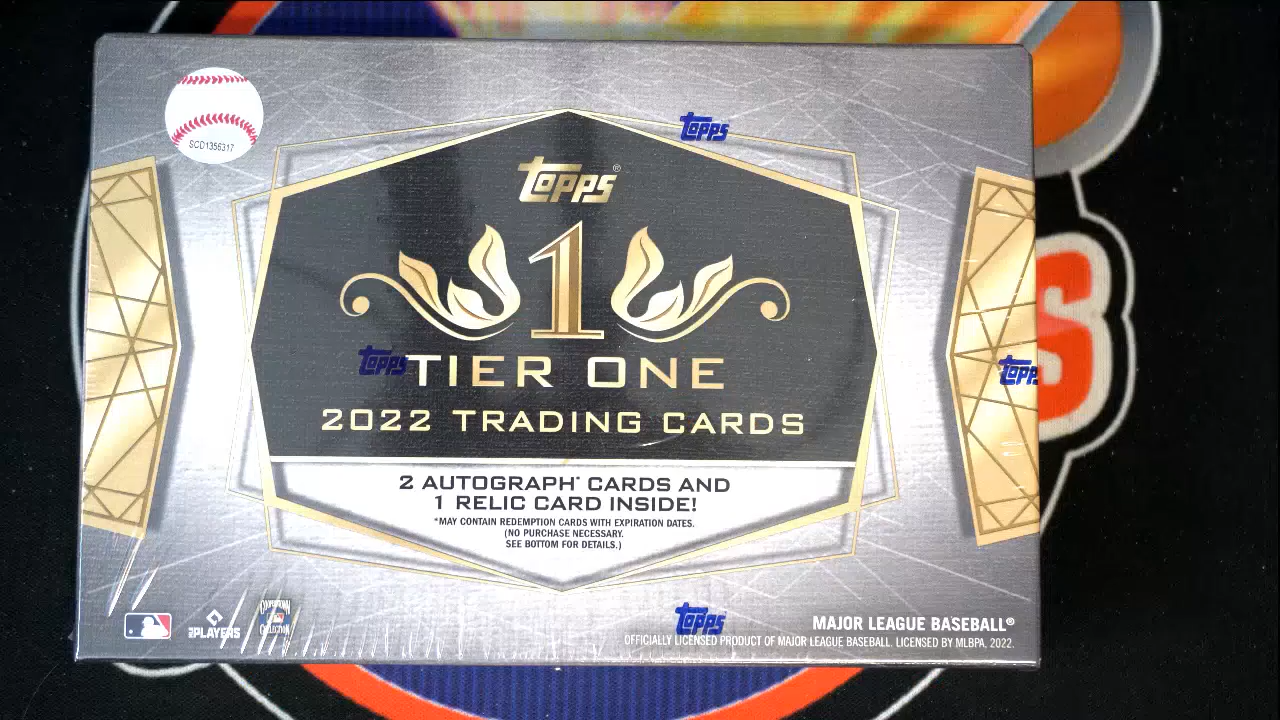 SCD1356317
Topps
Topps®
1
Topps TIER ONE
Topps
2022 TRADING CARDS
2 AUTOGRAPH* CARDS AND
1 RELIC CARD INSIDE!
*MAY CONTAIN REDEMPTION CARDS WITH EXPIRATION DATES.
(NO PURCHASE NECESSARY.
SEE BOTTOM FOR DETAILS.)
PLAYERS
COOPERSTOWN
COLLECTION
Topps
MAJOR LEAGUE BASEBALL®
OFFICIALLY LICENSED PRODUCT OF MAJOR LEAGUE BASEBALL. LICENSED BY MLBPA, 2022.
S